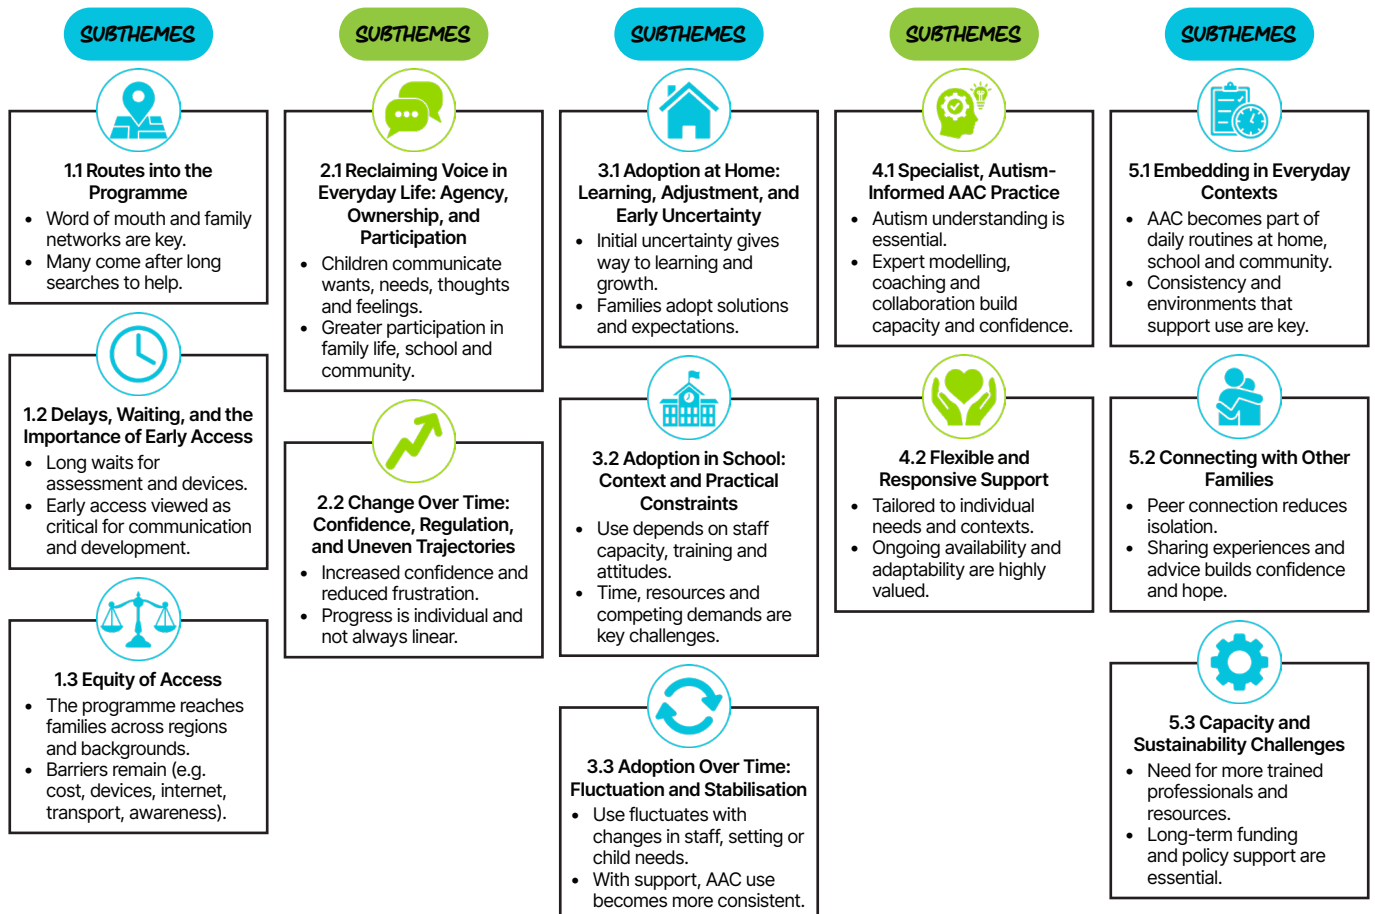 SUBTHEMES
1.1 Routes into the
Programme
• Word of mouth and family
networks are key.
• Many come after long
searches to help.
1.2 Delays, Waiting, and the
Importance of Early Access
• Long waits for
assessment and devices.
• Early access viewed as
critical for communication
and development.
1.3 Equity of Access
• The programme reaches
families across regions
and backgrounds.
• Barriers remain (e.g.
cost, devices, internet,
transport, awareness).
SUBTHEMES
2.1 Reclaiming Voice in
Everyday Life: Agency,
Ownership, and
Participation
• Children communicate
wants, needs, thoughts
and feelings.
• Greater participation in
family life, school and
community.
2.2 Change Over Time:
Confidence, Regulation,
and Uneven Trajectories
• Increased confidence and
reduced frustration.
• Progress is individual and
not always linear.
SUBTHEMES
3.1 Adoption at Home:
Learning, Adjustment, and
Early Uncertainty
• Initial uncertainty gives
way to learning and
growth.
• Families adopt solutions
and expectations.
3.2 Adoption in School:
Context and Practical
Constraints
• Use depends on staff
capacity, training and
attitudes.
• Time, resources and
competing demands are
key challenges.
3.3 Adoption Over Time:
Fluctuation and Stabilisation
• Use fluctuates with
changes in staff, setting or
child needs.
• With support, AAC use
becomes more consistent.
SUBTHEMES
4.1 Specialist, Autism-
Informed AAC Practice
• Autism understanding is
essential.
• Expert modelling,
coaching and
collaboration build
capacity and confidence.
4.2 Flexible and
Responsive Support
• Tailored to individual
needs and contexts.
• Ongoing availability and
adaptability are highly
valued.
SUBTHEMES
5.1 Embedding in Everyday
Contexts
• AAC becomes part of
daily routines at home,
school and community.
• Consistency and
environments that
support use are key.
5.2 Connecting with Other
Families
• Peer connection reduces
isolation.
• Sharing experiences and
advice builds confidence
and hope.
5.3 Capacity and
Sustainability Challenges
• Need for more trained
professionals and
resources.
• Long-term funding
and policy support are
essential.